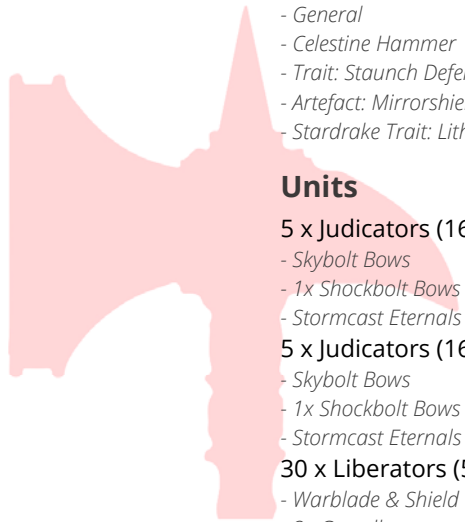 - General
- Celestine Hammer
- Trait: Staunch
- Artefact:
- Stardrake Trait:
Units
5 x Judicators
- Skybolt Bows
- 1x Shockbolt Bows
- Stormcast Eternals
5 x Judicators
- Skybolt Bows
- 1x Shockbolt Bows
- Stormcast Eternals
30 x Liberators
- Warblade & Shield